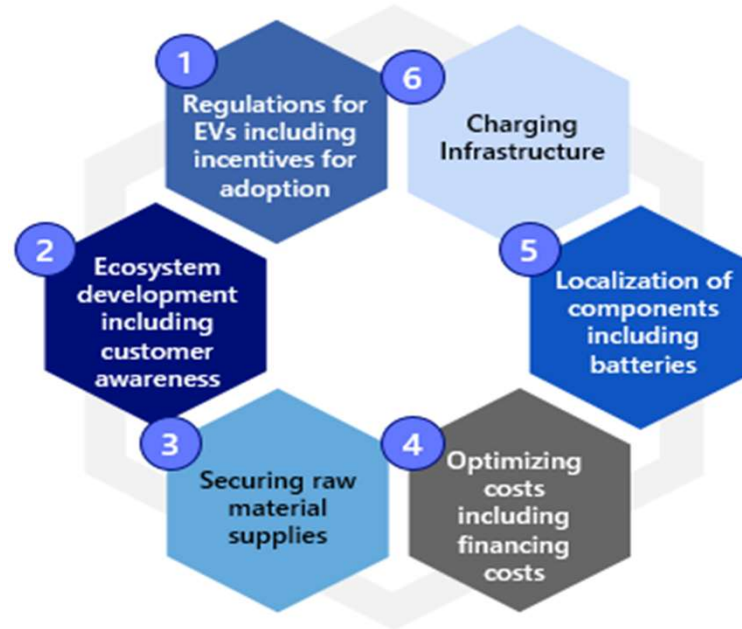 1
Regulations for
EVs including
incentives for
adoption
2
Ecosystem
development
including
customer
awareness
3
Securing raw
material
supplies
4
Optimizing
costs
including
financing
costs
5
Localization of
components
including
batteries
6
Charging
Infrastructure